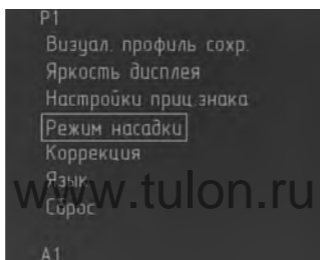 P1
Визуал. профиль сохр.
Яркость дисплея
Настройки приц.знака
Режим насадки
Коррекция
Язык
www.tulon.ru
Сброс
A1